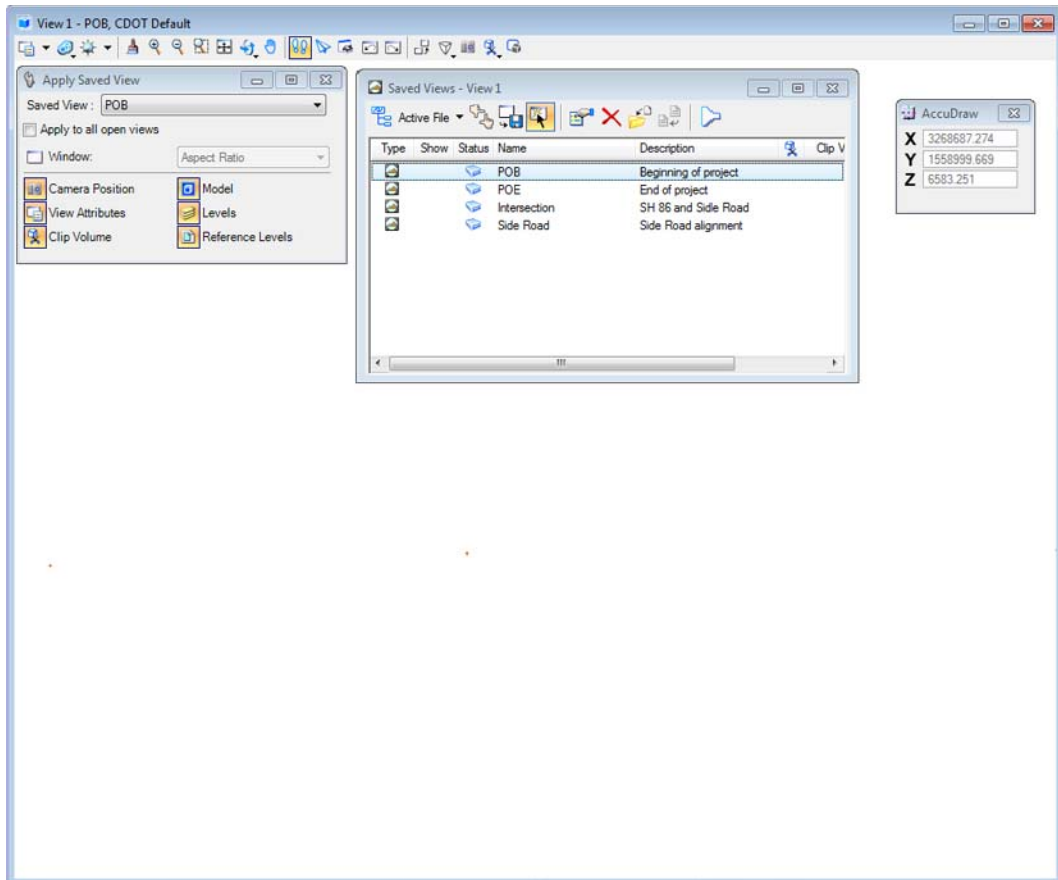 View 1 - POB, CDOT Default
Apply Saved View
Saved View : POB
Apply to all open views
Window: Aspect Ratio
Camera Position Model
View Attributes Levels
Clip Volume Reference Levels
Saved Views - View 1
Active File
Type Show Status Name Description Clip V
POB Beginning of project
POE End of project
Intersection SH 86 and Side Road
Side Road Side Road alignment
AccuDraw
X 3268687.274
Y 1558999.669
Z 6583.251